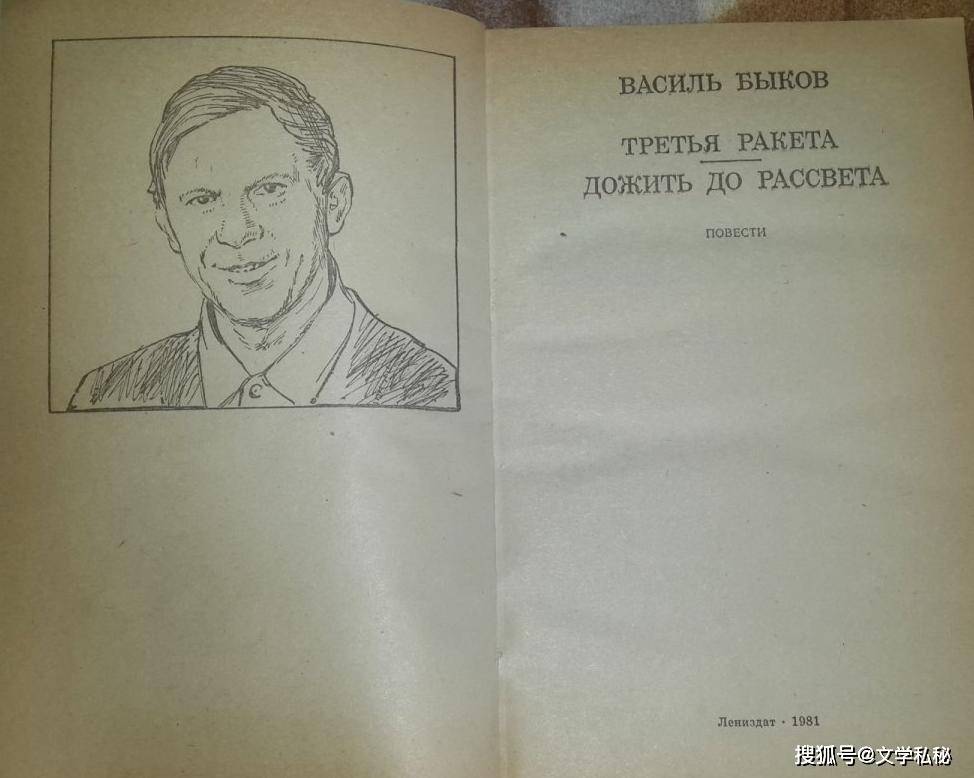 ВАСИЛЬ БЫКОВ
ТРЕТЬЯ РАКЕТА
ДОЖИТЬ ДО РАССВЕТА
ПОВЕСТИ
Лениздат · 1981
搜狐号@文学私秘